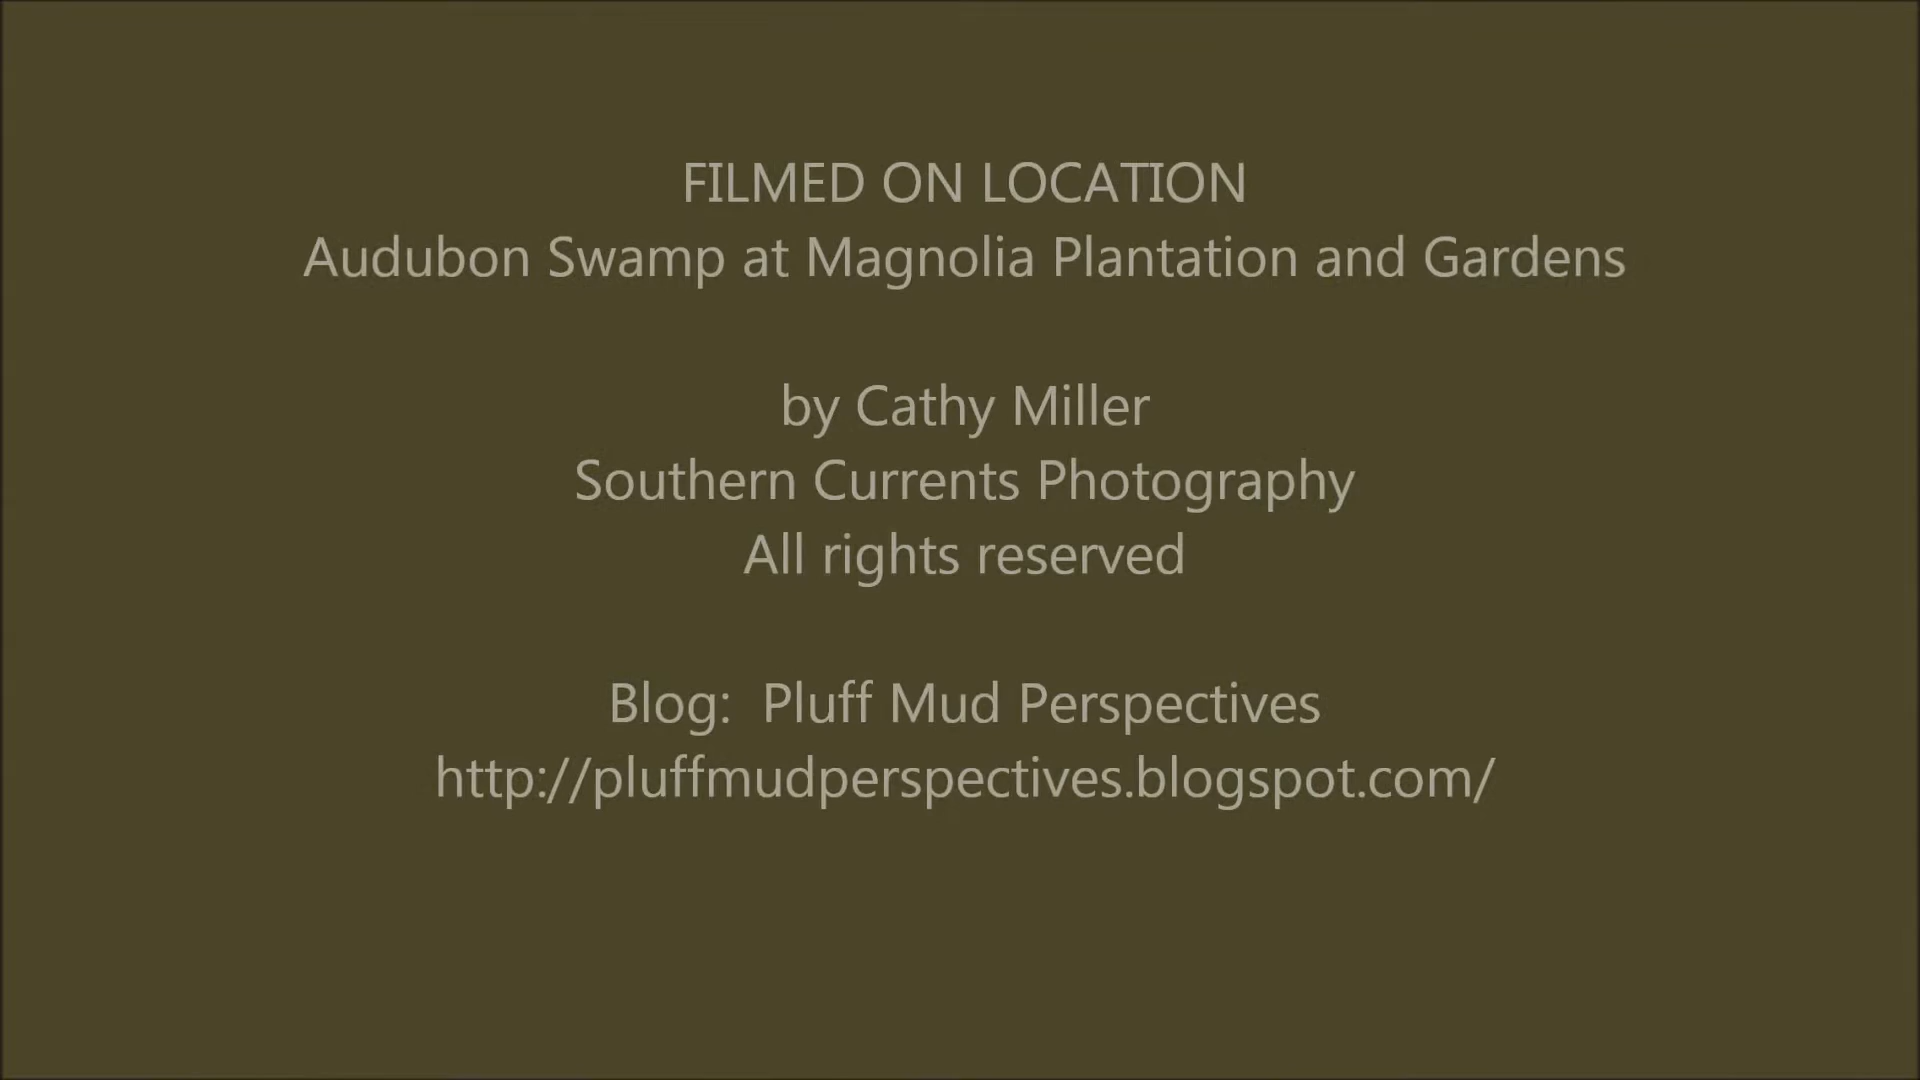 FILMED ON LOCATION
Audubon Swamp at Magnolia Plantation and Gardens
by Cathy Miller
Southern Currents Photography
All rights reserved
Blog:  Pluff Mud Perspectives
http://pluffmudperspectives.blogspot.com/